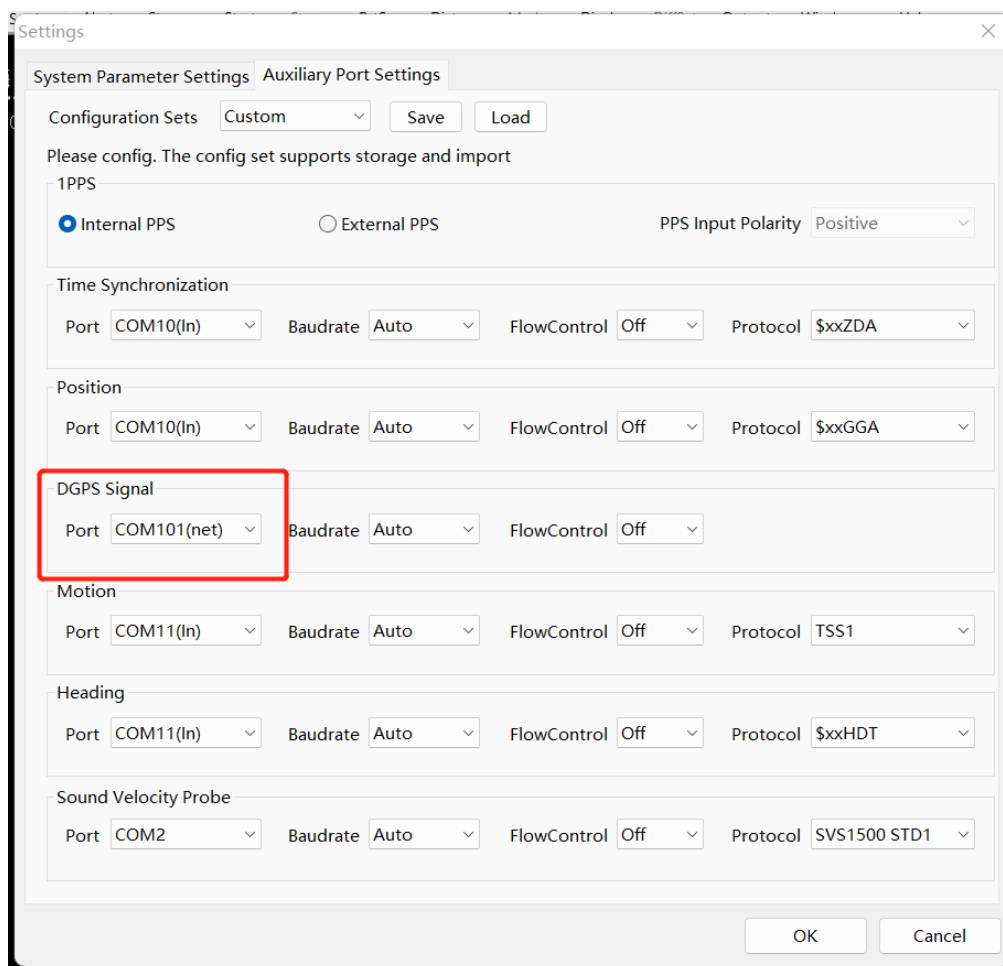 Settings
System Parameter Settings Auxiliary Port Settings
Configuration Sets Custom Save Load
Please config. The config set supports storage and import
1PPS
Internal PPS External PPS PPS Input Polarity Positive
Time Synchronization
Port COM10(In) Baudrate Auto FlowControl Off Protocol $xxZDA
Position
Port COM10(In) Baudrate Auto FlowControl Off Protocol $xxGGA
DGPS Signal
Port COM101(net) Baudrate Auto FlowControl Off
Motion
Port COM11(In) Baudrate Auto FlowControl Off Protocol TSS1
Heading
Port COM11(In) Baudrate Auto FlowControl Off Protocol $xxHDT
Sound Velocity Probe
Port COM2 Baudrate Auto FlowControl Off Protocol SVS1500 STD1
OK Cancel